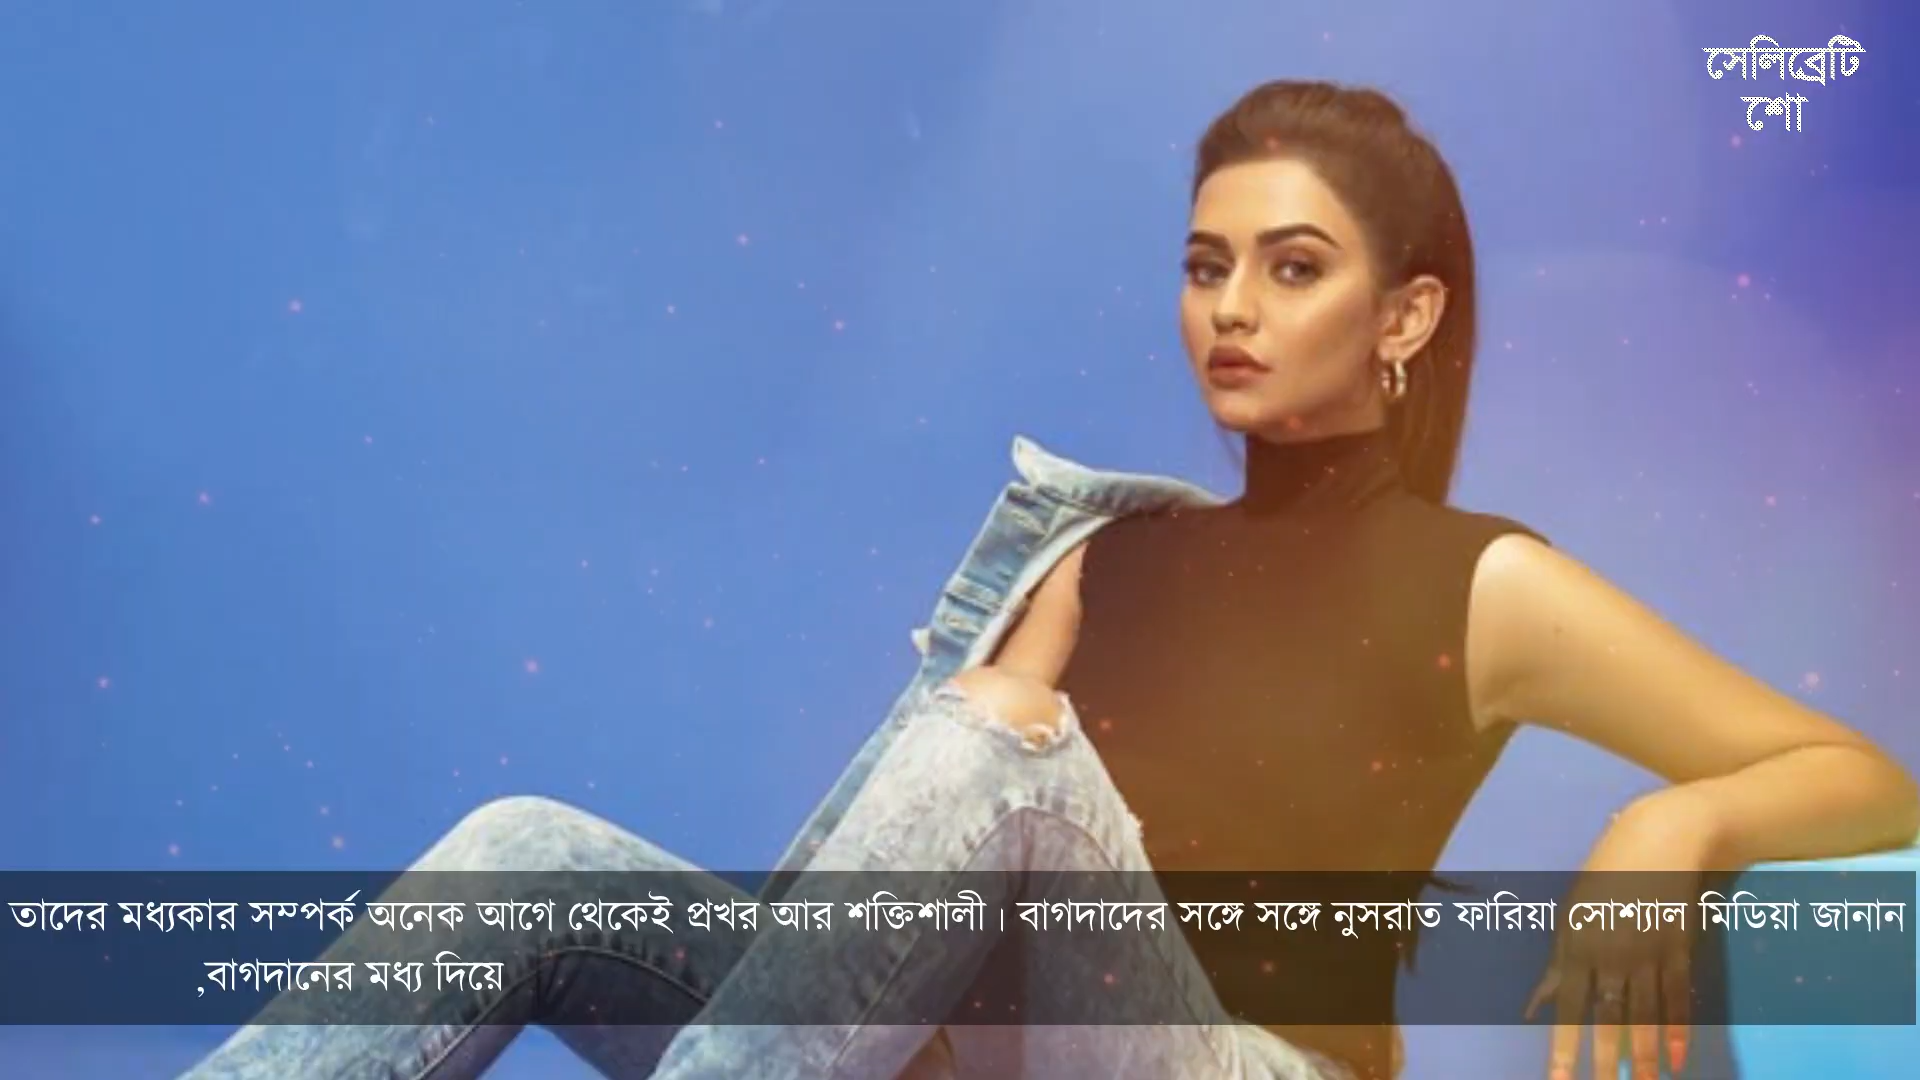 সেলিব্রেটি
শো
তাদের মধ্যকার সম্পর্ক অনেক আগে থেকেই প্রখর আর শক্তিশালী। বাগদাদের সঙ্গে সঙ্গে নুসরাত ফারিয়া সোশ্যাল মিডিয়া জানান
,বাগদানের মধ্য দিয়ে